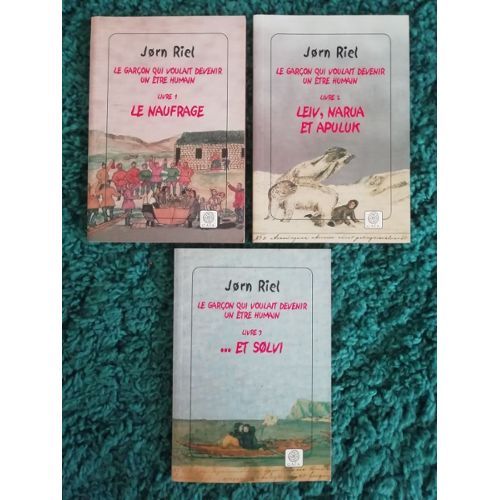 Jørn Riel
LE GARÇON QUI VOULAIT DEVENIR
UN ÊTRE HUMAIN
LIVRE 1
LE NAUFRAGE
Jørn Riel
LE GARÇON QUI VOULAIT DEVENIR
UN ÊTRE HUMAIN
LIVRE 2
LEIV, NARUA
ET APULUK
Jørn Riel
LE GARÇON QUI VOULAIT DEVENIR
UN ÊTRE HUMAIN
LIVRE 3
... ET SØLVI